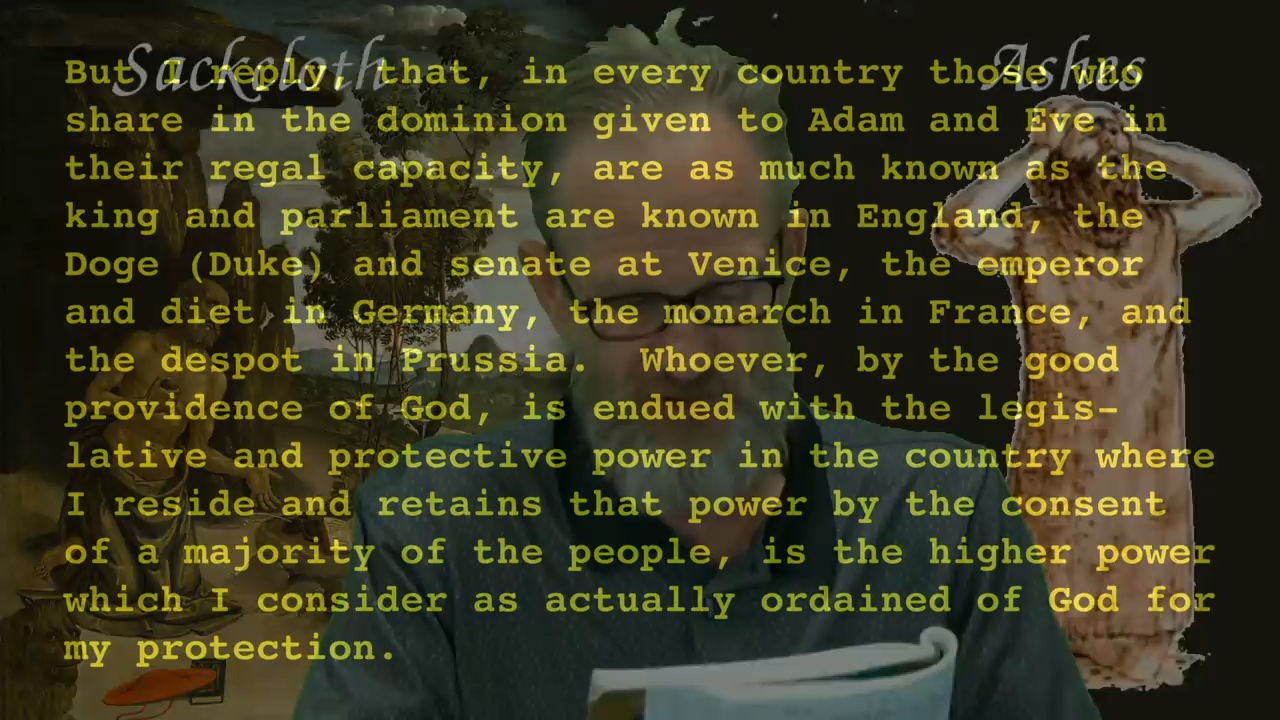 Sackcloth
Ashes
But I reply, that, in every country those who
share in the dominion given to Adam and Eve in
their regal capacity, are as much known as the
king and parliament are known in England, the
Doge (Duke) and senate at Venice, the emperor
and diet in Germany, the monarch in France, and
the despot in Prussia.  Whoever, by the good
providence of God, is endued with the legis-
lative and protective power in the country where
I reside and retains that power by the consent
of a majority of the people, is the higher power
which I consider as actually ordained of God for
my protection.